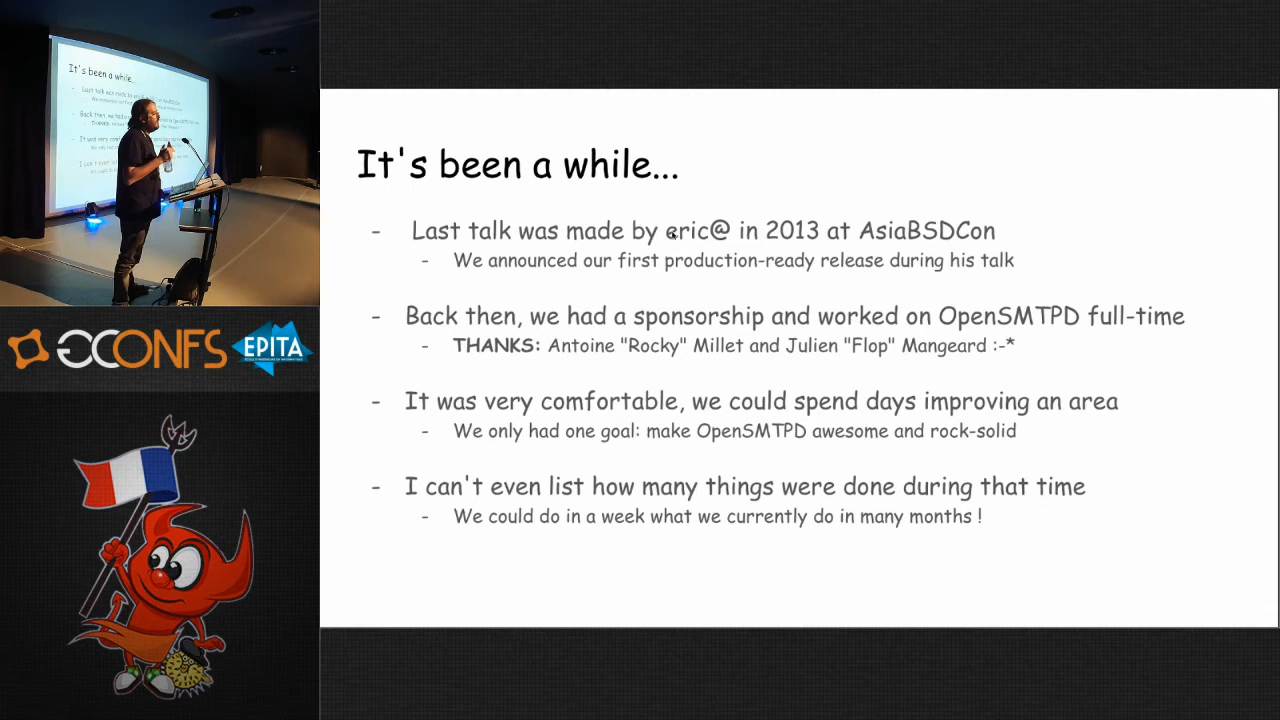 It's been a while...
- Last talk was made by eric@ in 2013 at AsiaBSDCon
- We announced our first production-ready release during his talk
- Back then, we had a sponsorship and worked on OpenSMTPD full-time
- THANKS: Antoine "Rocky" Millet and Julien "Flop" Mangeard :-*
- It was very comfortable, we could spend days improving an area
- We only had one goal: make OpenSMTPD awesome and rock-solid
- I can't even list how many things were done during that time
- We could do in a week what we currently do in many months !
It's been a while...
GCONFS
EPITA